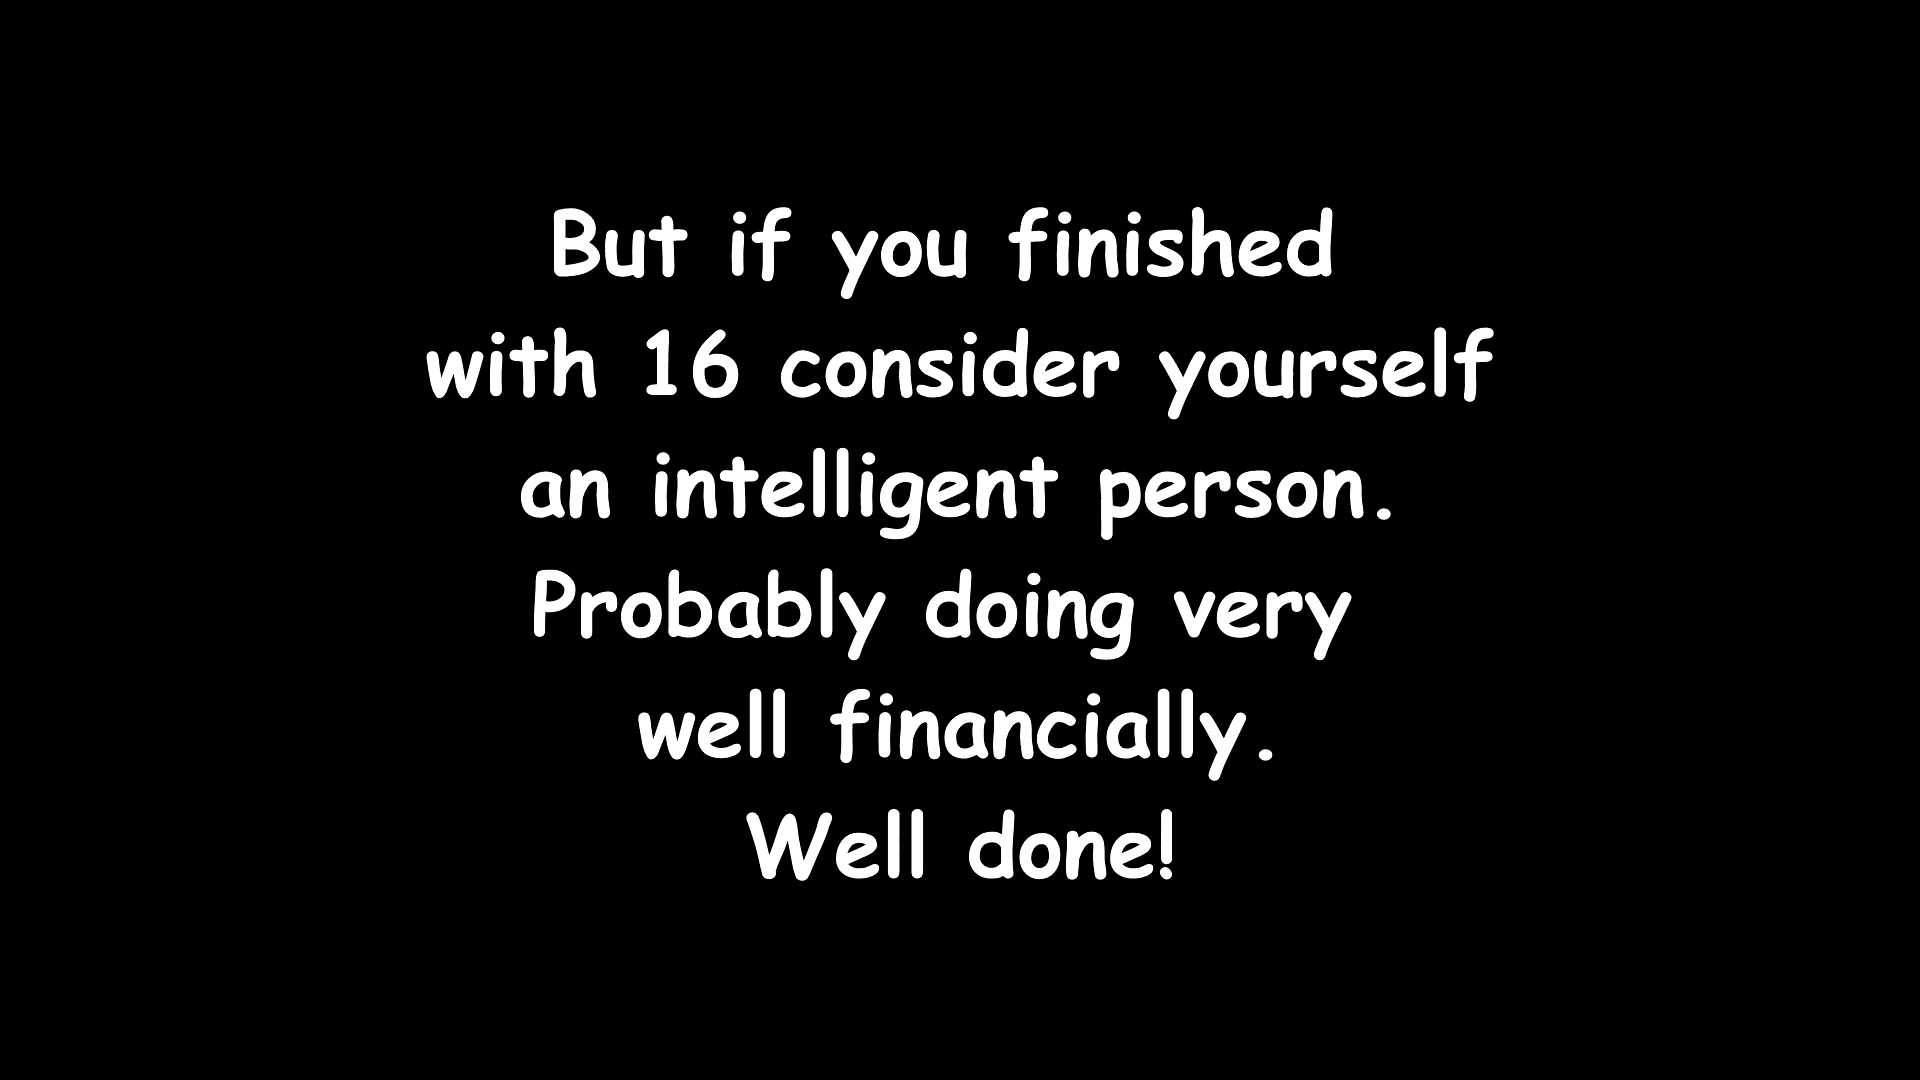 But if you finished
with 16 consider yourself
an intelligent person.
Probably doing very
well financially.
Well done!